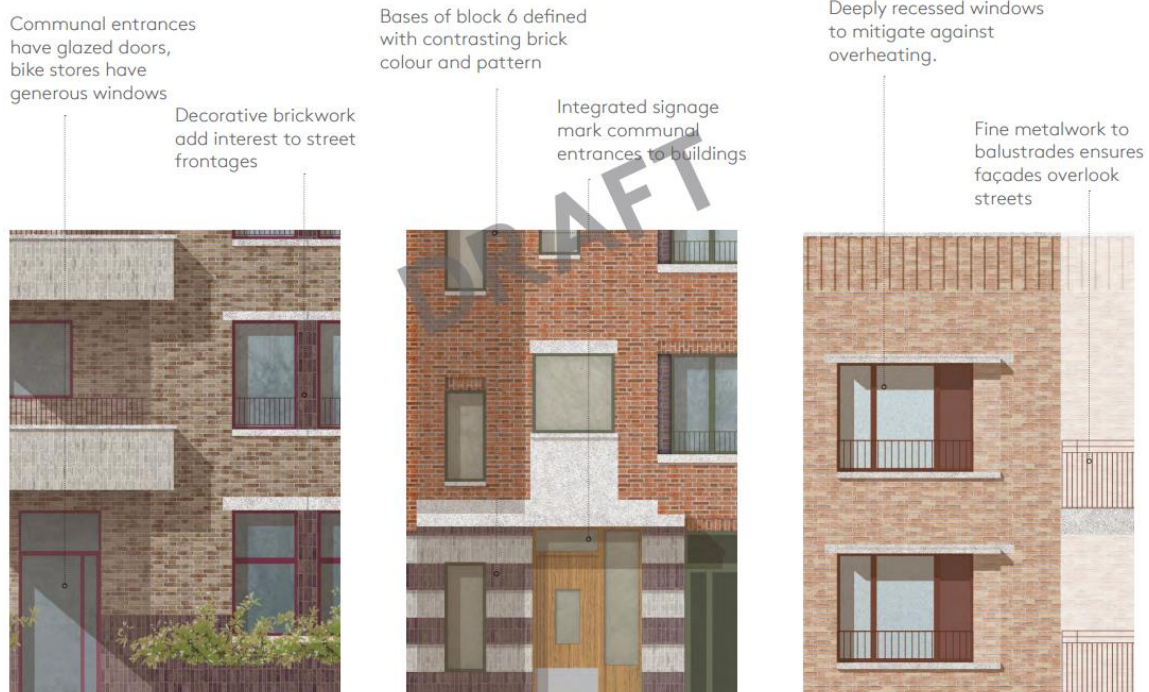 Communal entrances
have glazed doors,
bike stores have
generous windows
Decorative brickwork
add interest to street
frontages
Bases of block 6 defined
with contrasting brick
colour and pattern
Integrated signage
mark communal
entrances to buildings
DRAFT
Deeply recessed windows
to mitigate against
overheating.
Fine metalwork to
balustrades ensures
façades overlook
streets